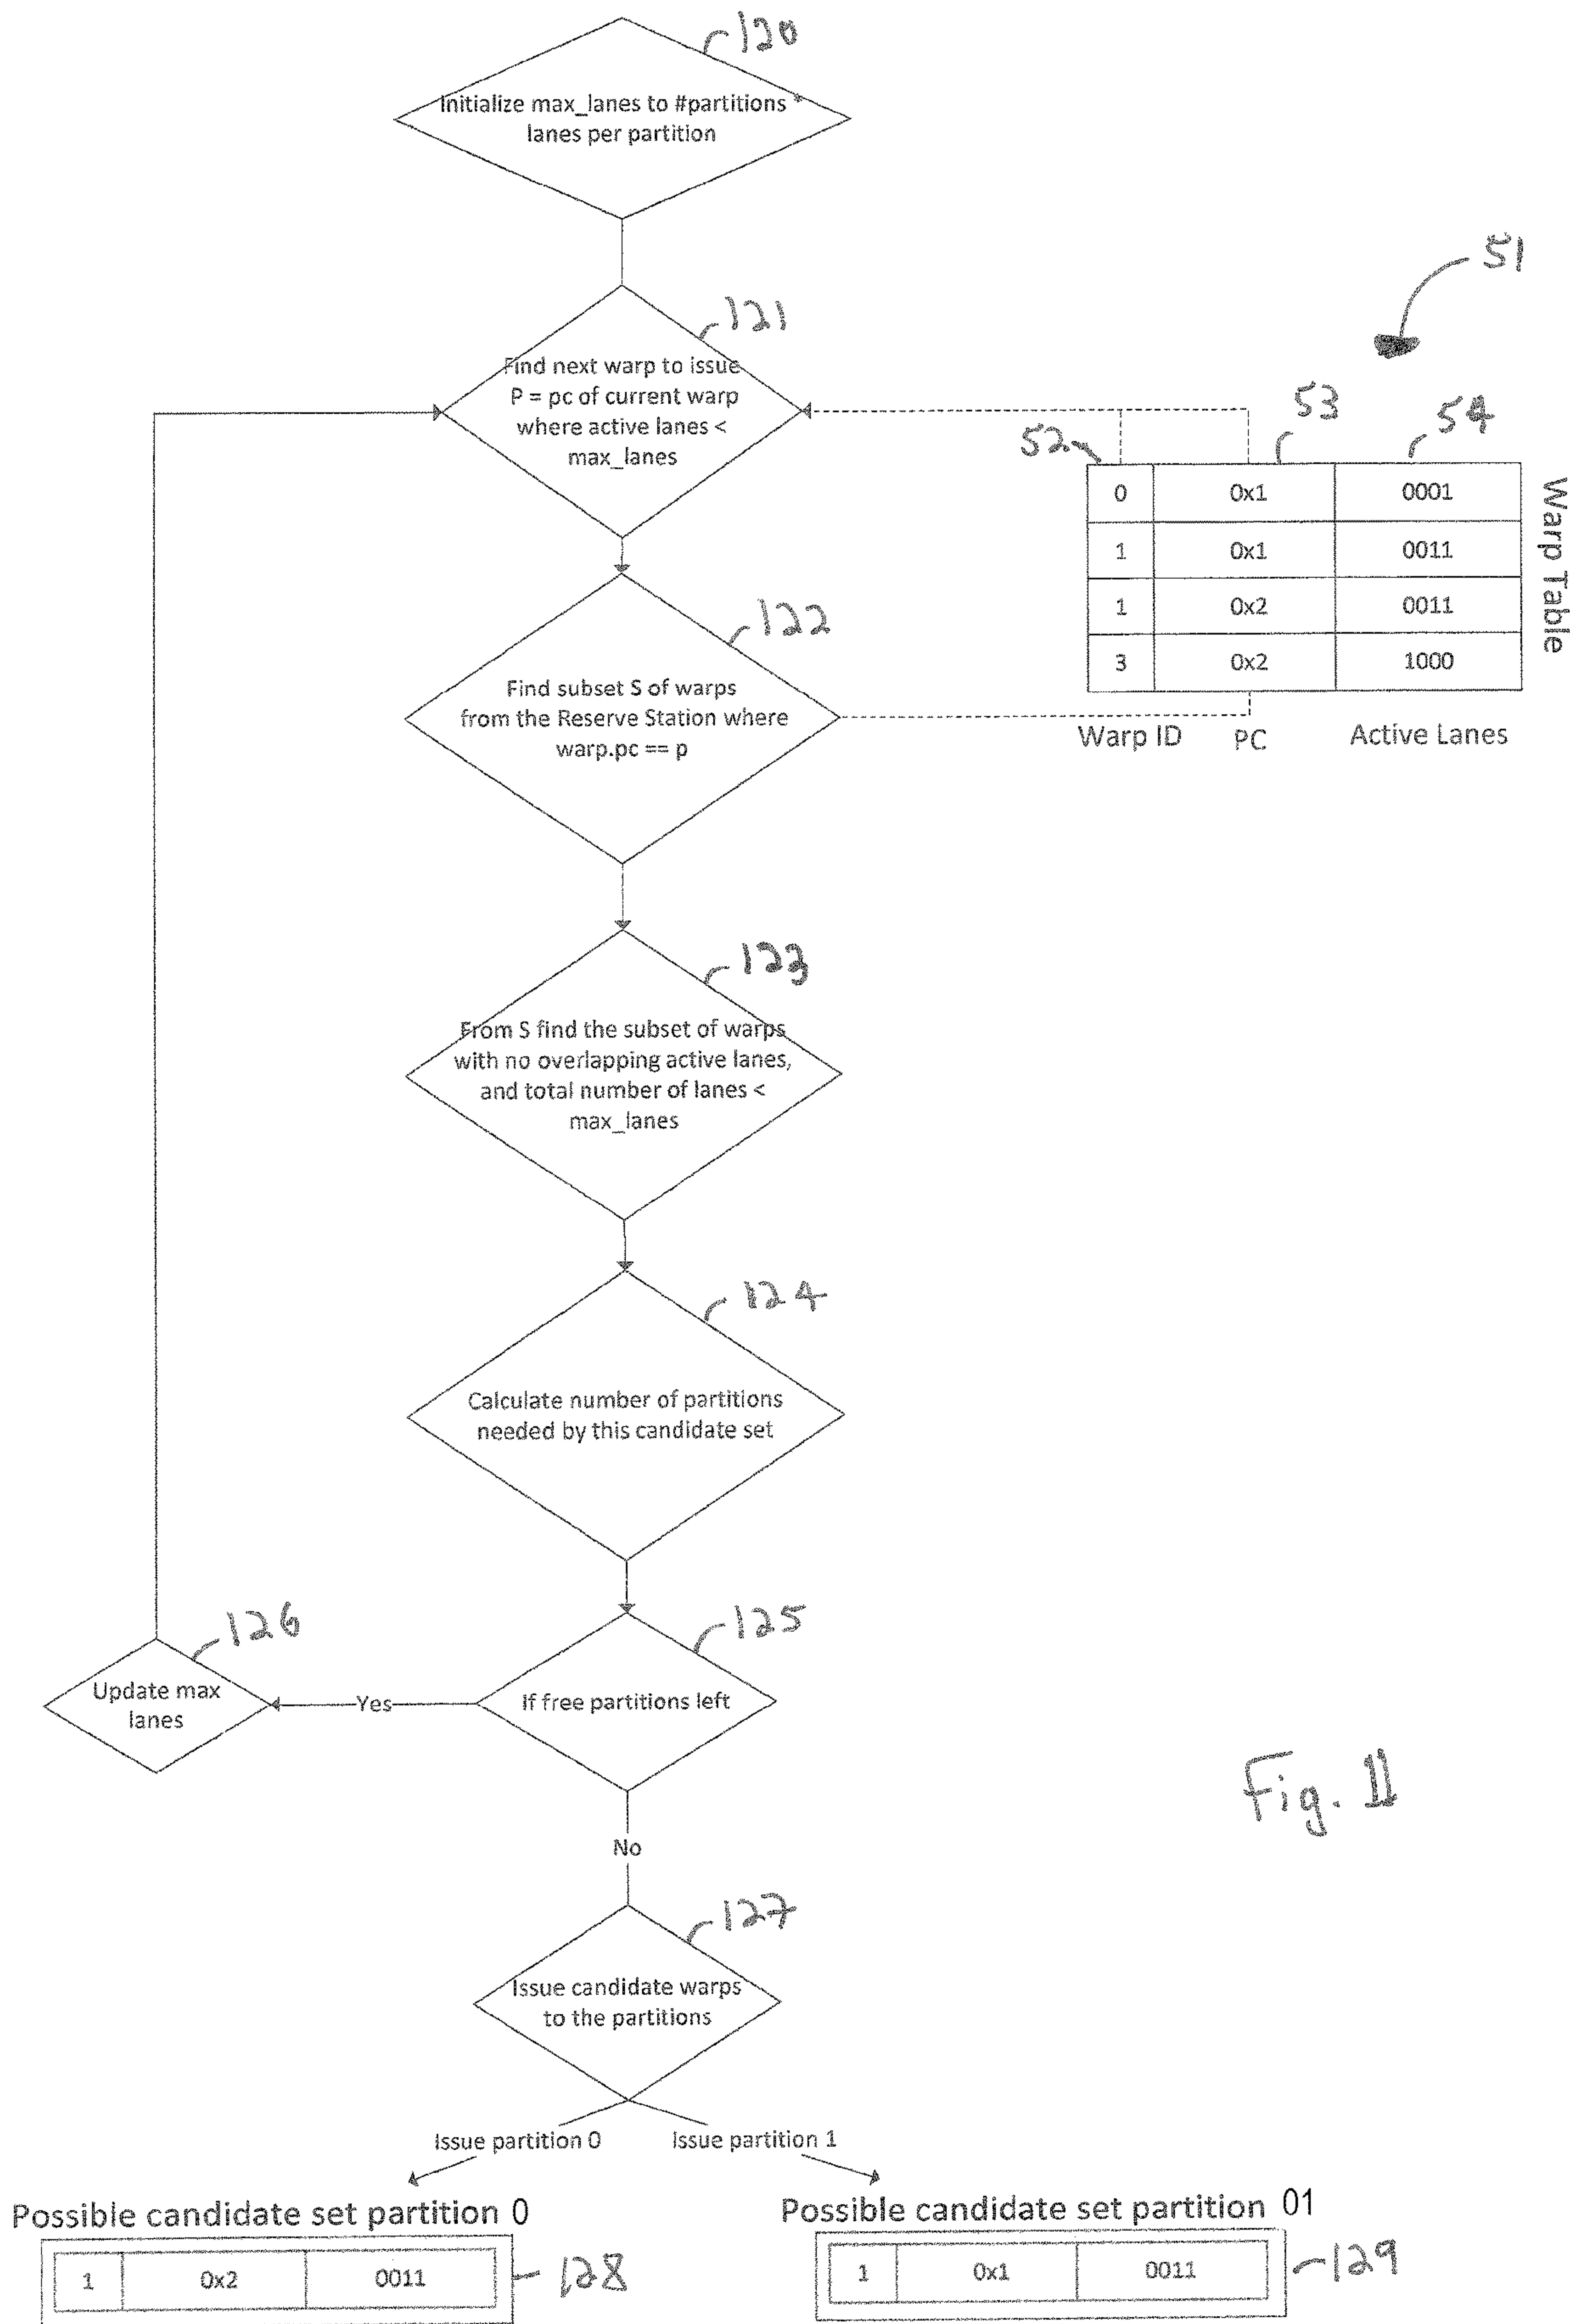 120
Initialize max_lanes to #partitions *
lanes per partition
121
Find next warp to issue
P = pc of current warp
where active lanes <
max_lanes
51
52
53
54
0 0x1 0001
1 0x1 0011
1 0x2 0011
3 0x2 1000
Warp ID PC Active Lanes
Warp Table
122
Find subset S of warps
from the Reserve Station where
warp.pc == p
123
From S find the subset of warps
with no overlapping active lanes,
and total number of lanes <
max_lanes
124
Calculate number of partitions
needed by this candidate set
125
If free partitions left
Yes
126
Update max
lanes
No
Fig. 11
127
Issue candidate warps
to the partitions
Issue partition 0
Issue partition 1
Possible candidate set partition 0
1 0x2 0011
128
Possible candidate set partition 01
1 0x1 0011
129